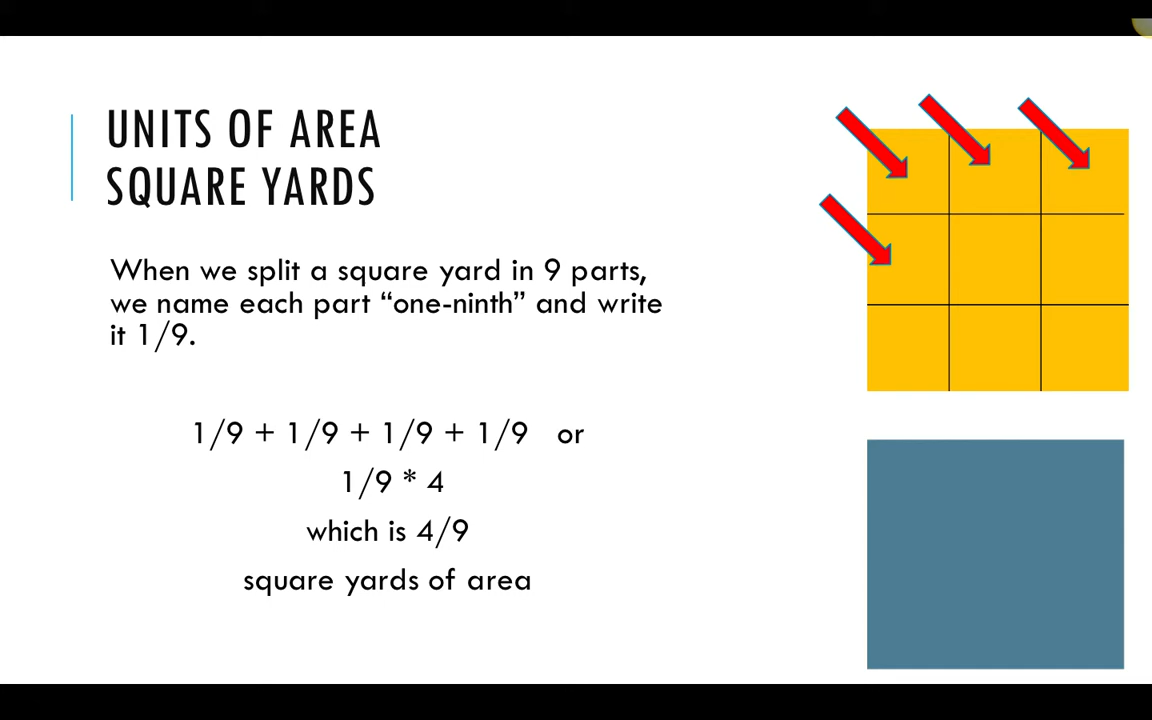 UNITS OF AREA
SQUARE YARDS
When we split a square yard in 9 parts,
we name each part “one-ninth” and write
it 1/9.
1/9 + 1/9 + 1/9 + 1/9 or
1/9 * 4
which is 4/9
square yards of area